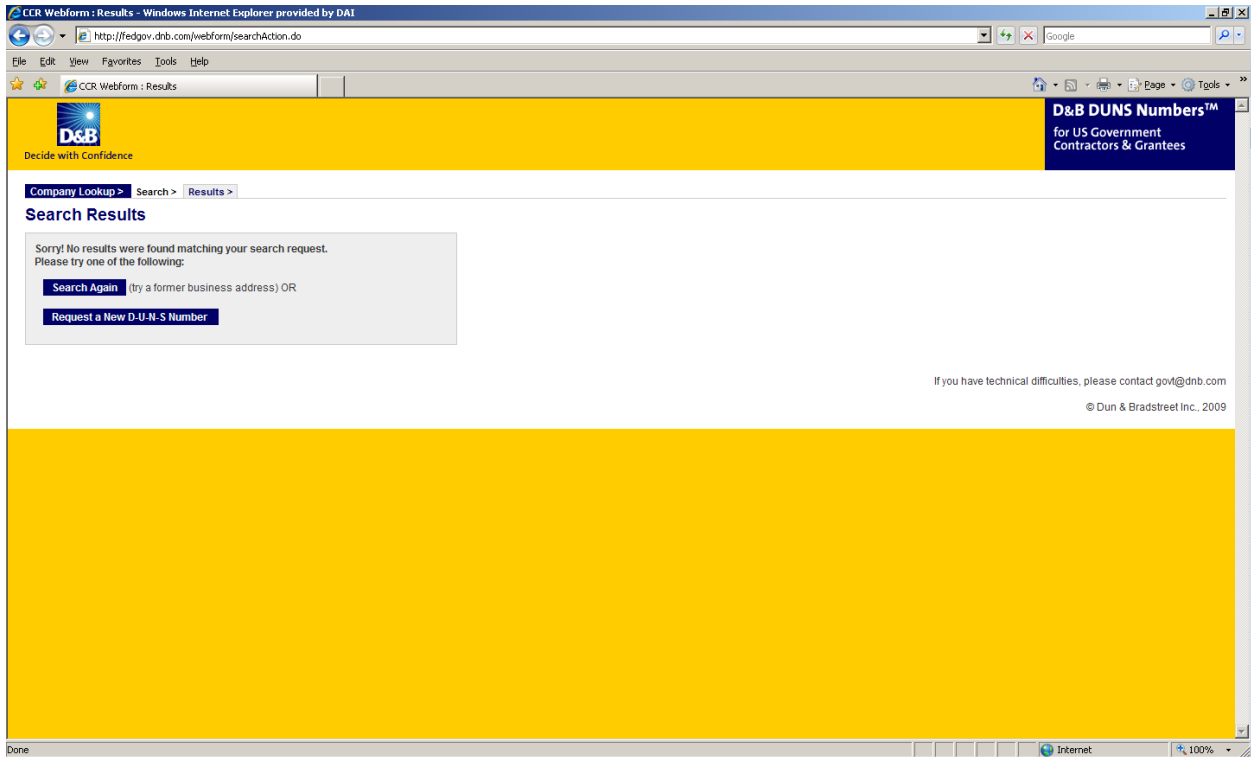 CCR Webform : Results - Windows Internet Explorer provided by DAI
http://fedgov.dnb.com/webform/searchAction.do
Google
File Edit View Favorites Tools Help
CCR Webform : Results
Page Tools »
D&B
Decide with Confidence
D&B DUNS Numbers™
for US Government
Contractors & Grantees
Company Lookup > Search > Results >
Search Results
Sorry! No results were found matching your search request.
Please try one of the following:
Search Again (try a former business address) OR
Request a New D-U-N-S Number
If you have technical difficulties, please contact govt@dnb.com
© Dun & Bradstreet Inc., 2009
Done
Internet
100%